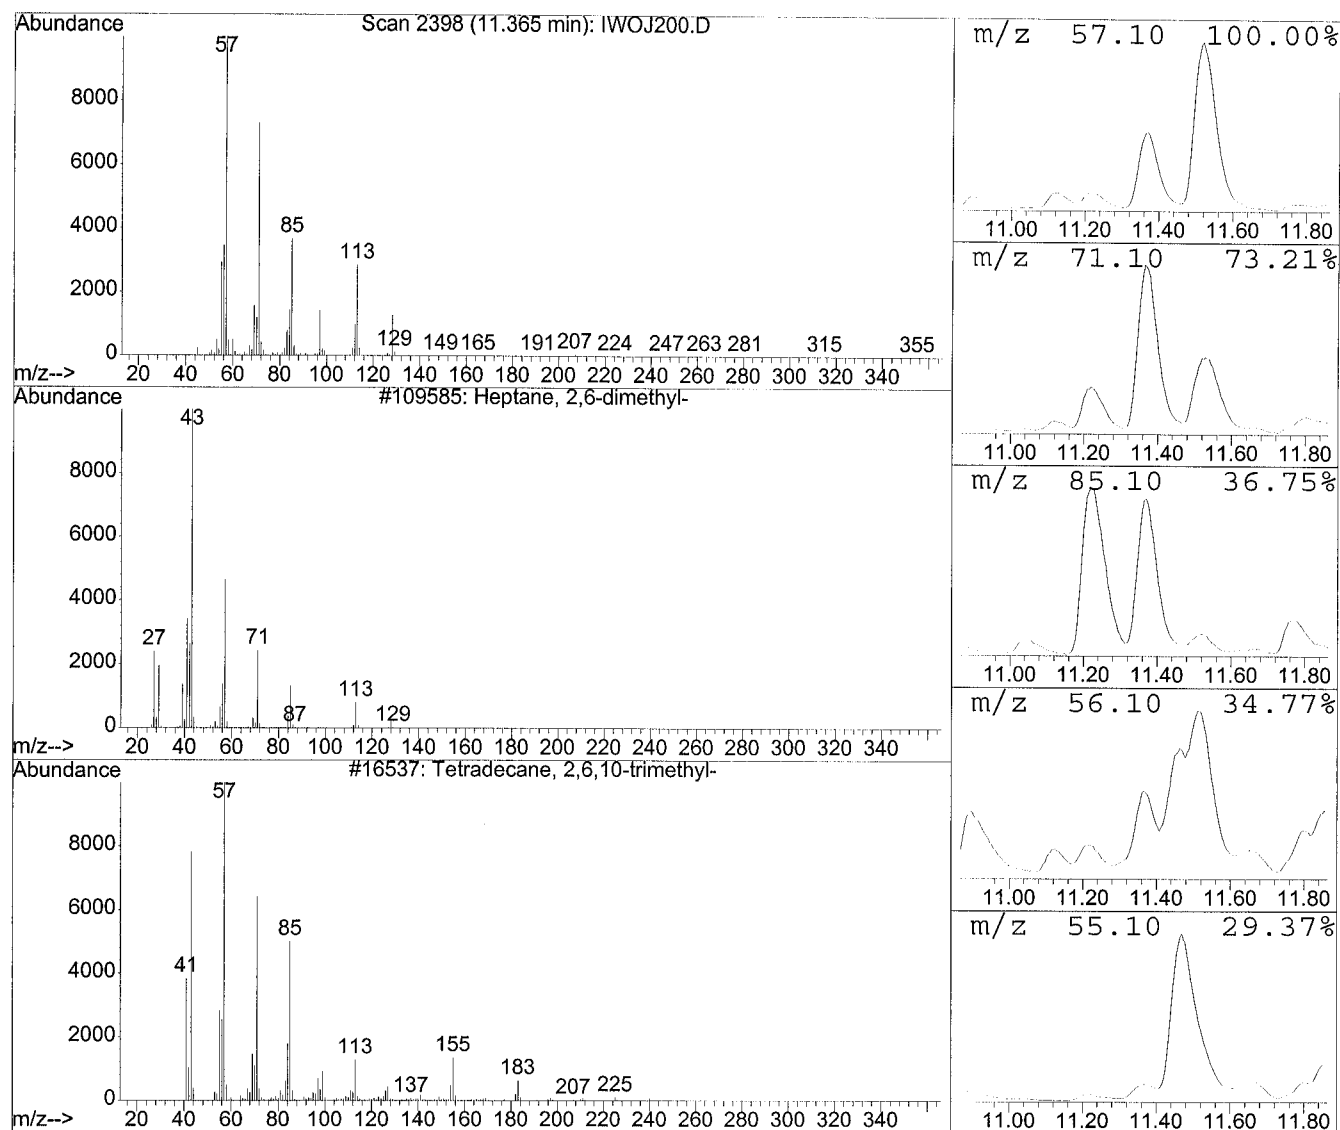 Abundance
Scan 2398 (11.365 min): IWOJ200.D
57
8000
6000
4000
85
113
2000
129 149 165 191 207 224 247 263 281 315 355
0
20 40 60 80 100 120 140 160 180 200 220 240 260 280 300 320 340
m/z-->
Abundance
#109585: Heptane, 2,6-dimethyl-
43
8000
6000
4000
27
71
2000
113
87
129
0
20 40 60 80 100 120 140 160 180 200 220 240 260 280 300 320 340
m/z-->
Abundance
#16537: Tetradecane, 2,6,10-trimethyl-
57
8000
6000
85
41
4000
2000
113
155
183
137
207 225
0
20 40 60 80 100 120 140 160 180 200 220 240 260 280 300 320 340
m/z-->
m/z 57.10 100.00%
11.00 11.20 11.40 11.60 11.80
m/z 71.10 73.21%
11.00 11.20 11.40 11.60 11.80
m/z 85.10 36.75%
11.00 11.20 11.40 11.60 11.80
m/z 56.10 34.77%
11.00 11.20 11.40 11.60 11.80
m/z 55.10 29.37%
11.00 11.20 11.40 11.60 11.80